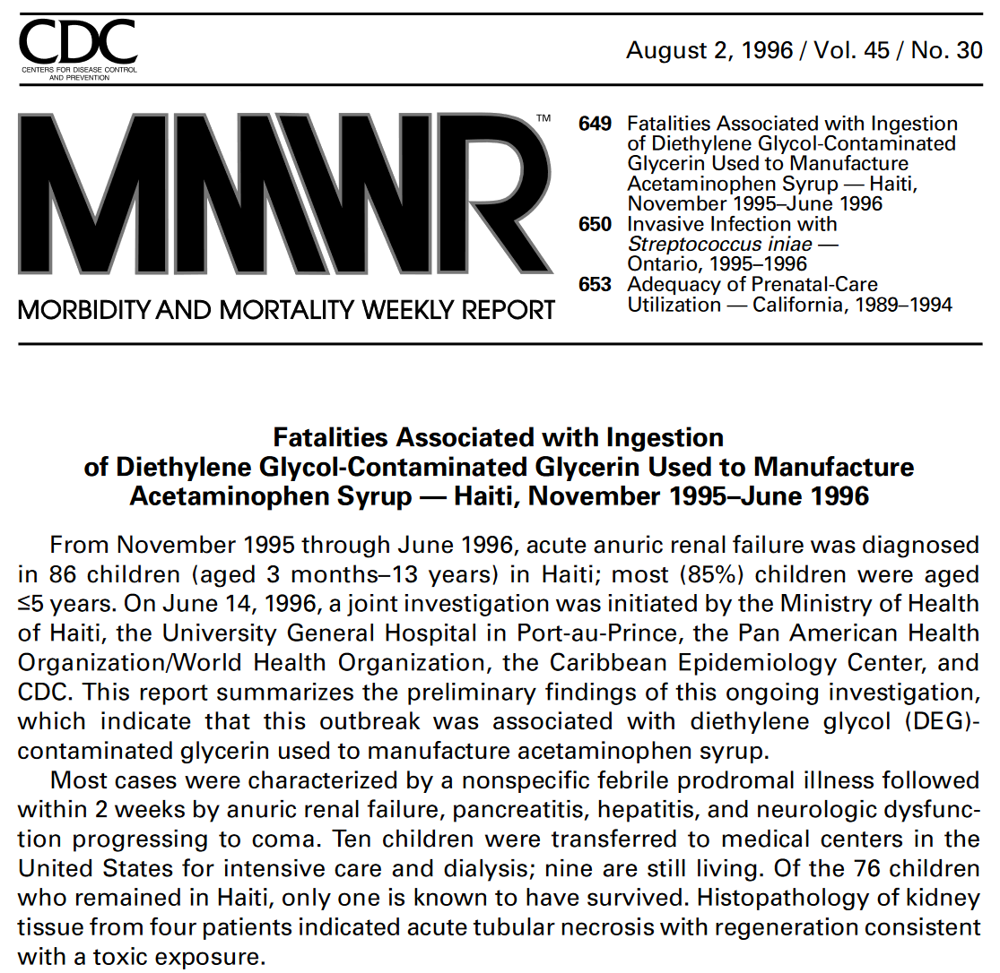 CDC
CENTERS FOR DISEASE CONTROL
AND PREVENTION
August 2, 1996 / Vol. 45 / No. 30
MMWR™
MORBIDITY AND MORTALITY WEEKLY REPORT
649 Fatalities Associated with Ingestion
of Diethylene Glycol-Contaminated
Glycerin Used to Manufacture
Acetaminophen Syrup — Haiti,
November 1995–June 1996
650 Invasive Infection with
Streptococcus iniae —
Ontario, 1995–1996
653 Adequacy of Prenatal-Care
Utilization — California, 1989–1994
Fatalities Associated with Ingestion
of Diethylene Glycol-Contaminated Glycerin Used to Manufacture
Acetaminophen Syrup — Haiti, November 1995–June 1996
From November 1995 through June 1996, acute anuric renal failure was diagnosed
in 86 children (aged 3 months–13 years) in Haiti; most (85%) children were aged
≤5 years. On June 14, 1996, a joint investigation was initiated by the Ministry of Health
of Haiti, the University General Hospital in Port-au-Prince, the Pan American Health
Organization/World Health Organization, the Caribbean Epidemiology Center, and
CDC. This report summarizes the preliminary findings of this ongoing investigation,
which indicate that this outbreak was associated with diethylene glycol (DEG)-
contaminated glycerin used to manufacture acetaminophen syrup.
Most cases were characterized by a nonspecific febrile prodromal illness followed
within 2 weeks by anuric renal failure, pancreatitis, hepatitis, and neurologic dysfunc-
tion progressing to coma. Ten children were transferred to medical centers in the
United States for intensive care and dialysis; nine are still living. Of the 76 children
who remained in Haiti, only one is known to have survived. Histopathology of kidney
tissue from four patients indicated acute tubular necrosis with regeneration consistent
with a toxic exposure.